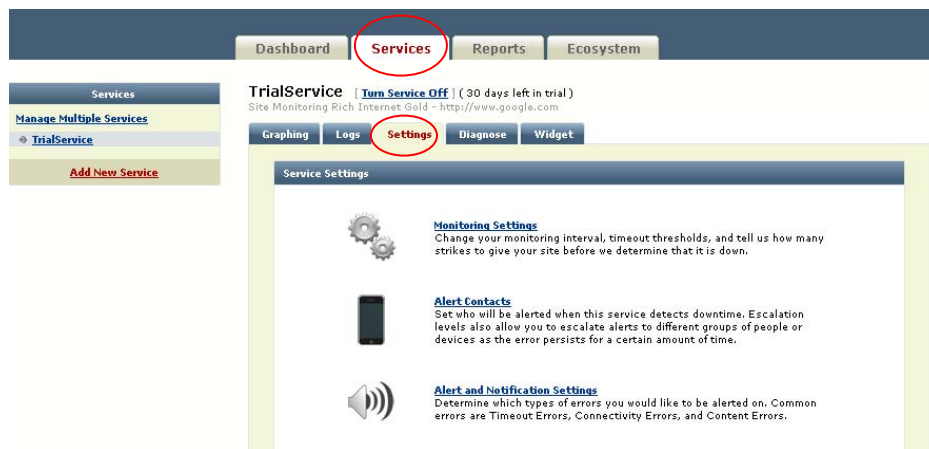 Dashboard Services Reports Ecosystem
Services
Manage Multiple Services
TrialService
Add New Service
TrialService [ Turn Service Off ] ( 30 days left in trial )
Site Monitoring Rich Internet Gold - http://www.google.com
Graphing Logs Settings Diagnose Widget
Service Settings
Monitoring Settings
Change your monitoring interval, timeout thresholds, and tell us how many
strikes to give your site before we determine that it is down.
Alert Contacts
Set who will be alerted when this service detects downtime. Escalation
levels also allow you to escalate alerts to different groups of people or
devices as the error persists for a certain amount of time.
Alert and Notification Settings
Determine which types of errors you would like to be alerted on. Common
errors are Timeout Errors, Connectivity Errors, and Content Errors.